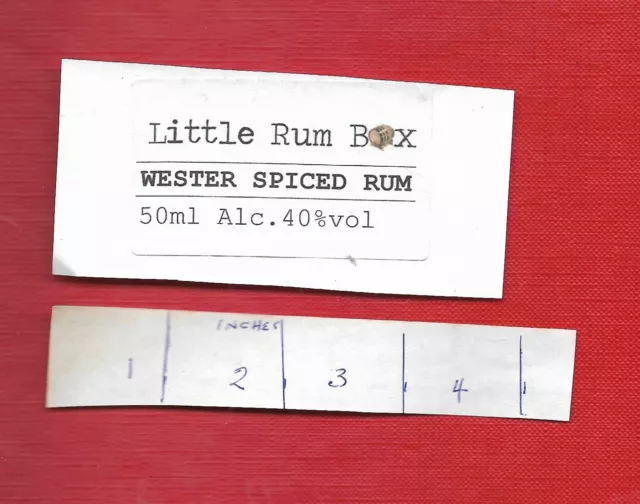 Little Rum Box
WESTER SPICED RUM
50ml Alc.40%vol
INCHES
1 2 3 4